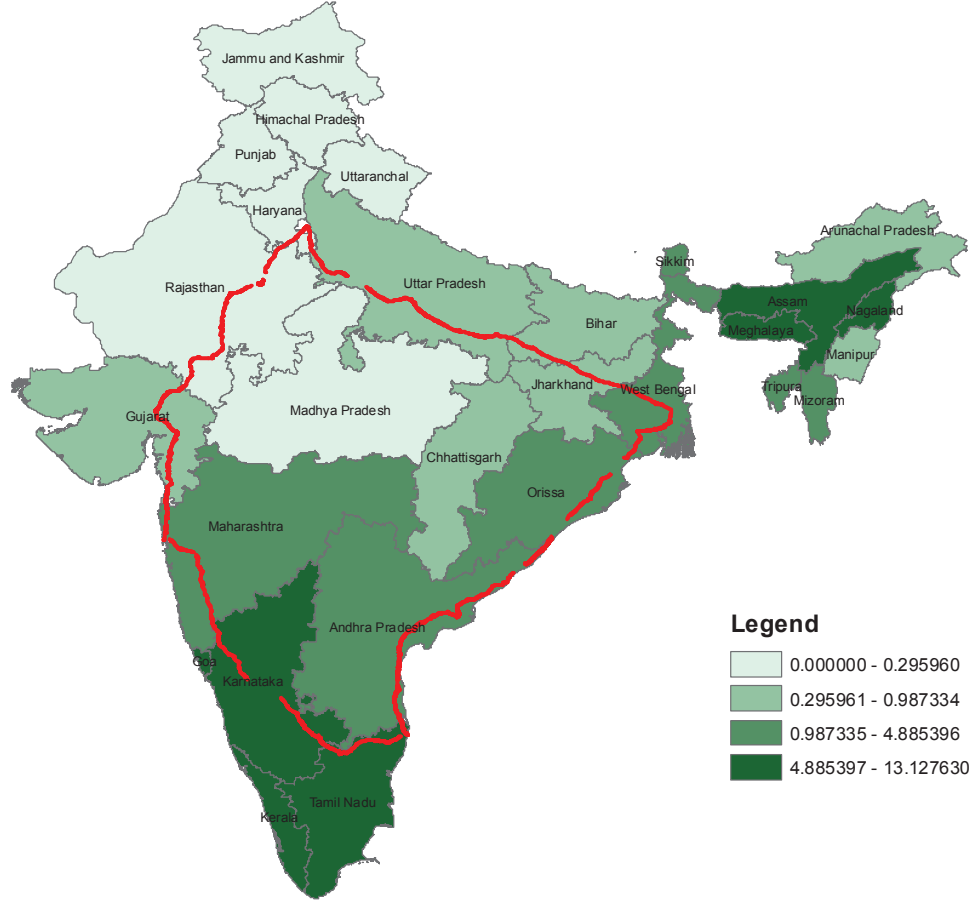 Jammu and Kashmir
Himachal Pradesh
Punjab
Uttaranchal
Haryana
Arunachal Pradesh
Sikkim
Rajasthan
Uttar Pradesh
Assam
Nagaland
Bihar
Meghalaya
Manipur
Jharkhand
West Bengal
Tripura
Mizoram
Madhya Pradesh
Gujarat
Chhattisgarh
Orissa
Maharashtra
Andhra Pradesh
Goa
Karnataka
Tamil Nadu
Kerala
Legend
0.000000 - 0.295960
0.295961 - 0.987334
0.987335 - 4.885396
4.885397 - 13.127630